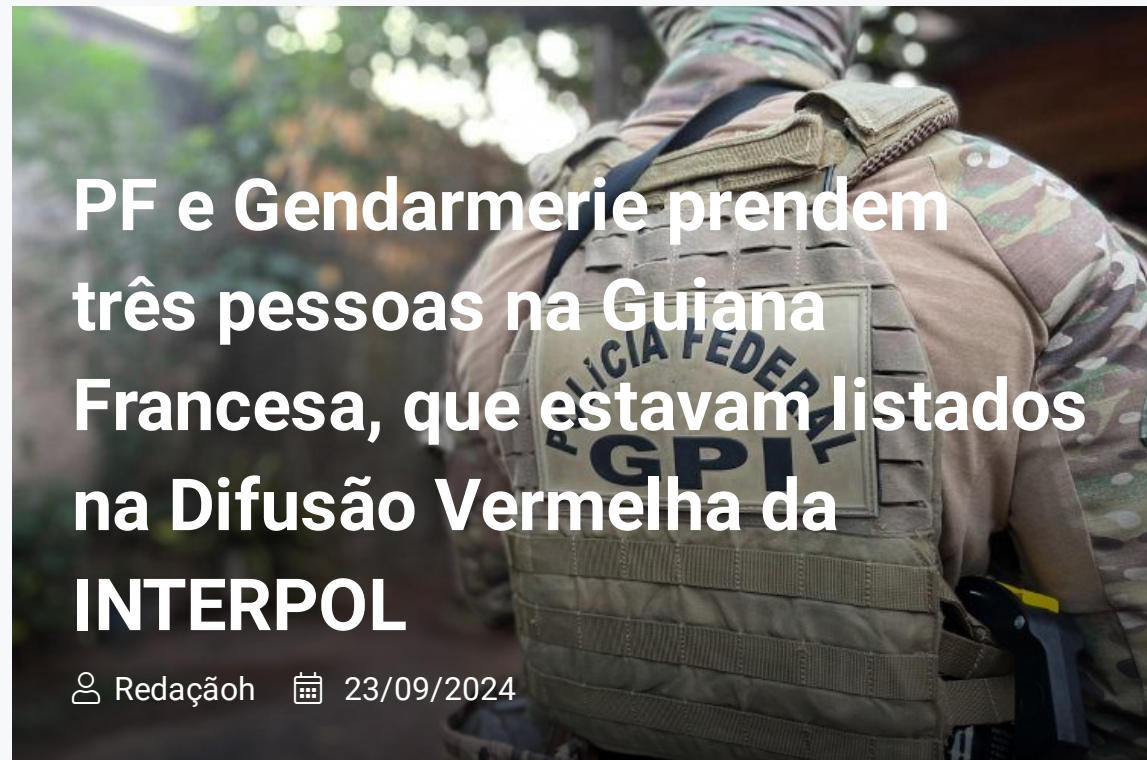 PF e Gendarmerie prendem
três pessoas na Guiana
Francesa, que estavam listados
na Difusão Vermelha da
INTERPOL
Redaçãoh 23/09/2024
POLÍCIA FEDERAL
GPI